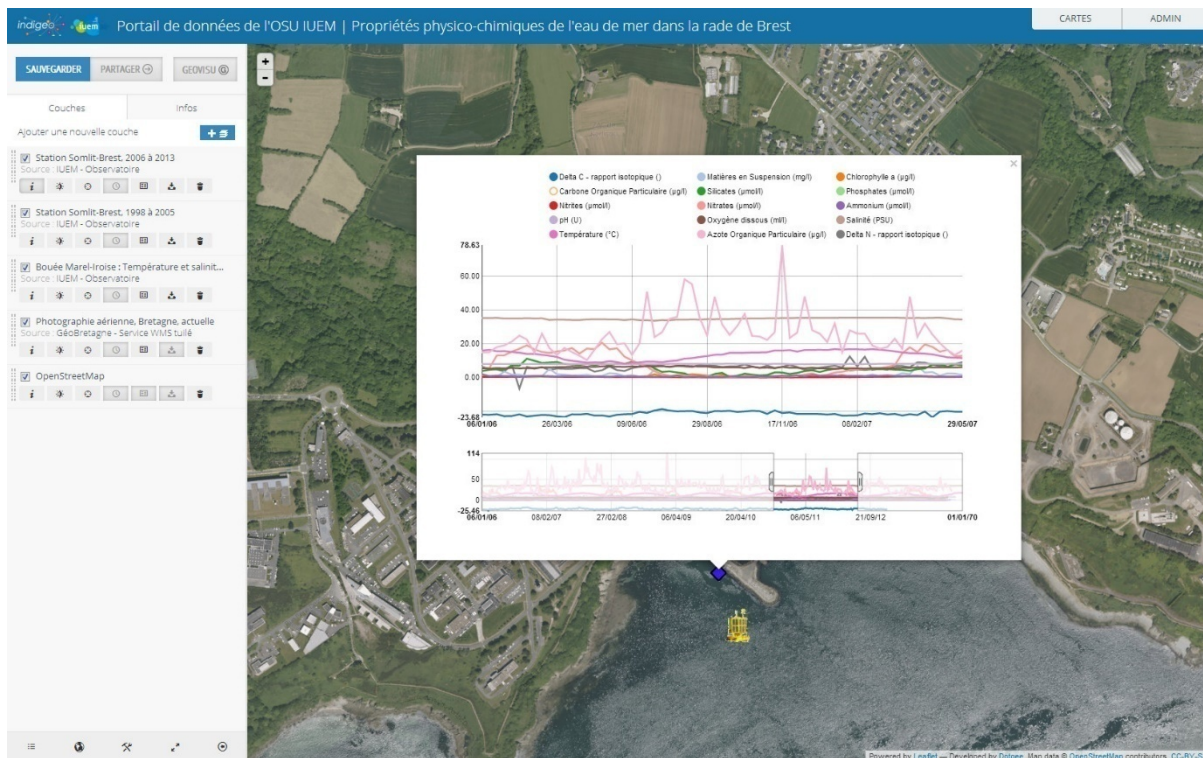 indigeo iuem Portail de données de l'OSU IUEM | Propriétés physico-chimiques de l'eau de mer dans la rade de Brest CARTES ADMIN
SAUVEGARDER PARTAGER GEOVISU
Couches Infos
Ajouter une nouvelle couche
Station Somlit-Brest, 2006 à 2013
Source : IUEM - Observatoire
Station Somlit-Brest, 1998 à 2005
Source : IUEM - Observatoire
Bouée Marel-Iroise : Température et salinit...
Source : IUEM - Observatoire
Photographie aérienne, Bretagne, actuelle
Source : GéoBretagne - Service WMS tuilé
OpenStreetMap
Delta C - rapport isotopique () Matières en Suspension (mg/l) Chlorophylle a (µg/l)
Carbone Organique Particulaire (µg/l) Silicates (µmol/l) Phosphates (µmol/l)
Nitrites (µmol/l) Nitrates (µmol/l) Ammonium (µmol/l)
pH (U) Oxygène dissous (ml/l) Salinité (PSU)
Température (°C) Azote Organique Particulaire (µg/l) Delta N - rapport isotopique ()
78.63
60.00
40.00
20.00
0.00
-23.68
06/01/06 26/03/06 09/06/06 29/08/06 17/11/06 08/02/07 29/05/07
114
50
0
-25.46
06/01/06 08/02/07 27/02/08 06/04/09 20/04/10 06/05/11 21/09/12 01/01/70
Powered by Leaflet — Developed by Dotgee, Map data © OpenStreetMap contributors, CC-BY-S